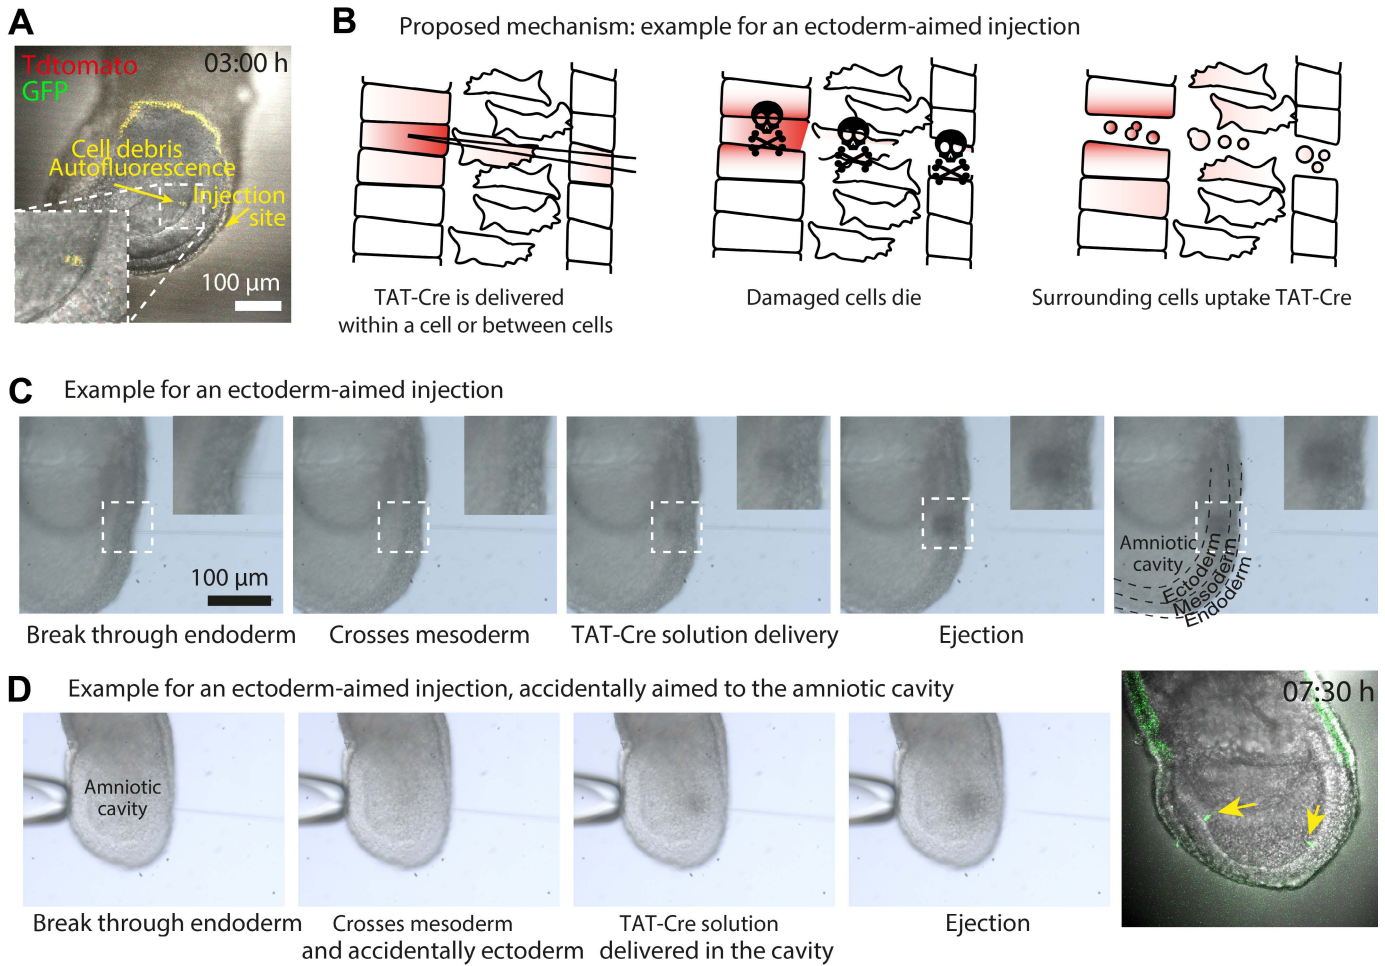 A
Tdtomato
GFP
03:00 h
Cell debris
Autofluorescence
Injection
site
100 µm
B
Proposed mechanism: example for an ectoderm-aimed injection
TAT-Cre is delivered
within a cell or between cells
Damaged cells die
Surrounding cells uptake TAT-Cre
C
Example for an ectoderm-aimed injection
100 µm
Amniotic
cavity
Ectoderm
Mesoderm
Endoderm
Break through endoderm
Crosses mesoderm
TAT-Cre solution delivery
Ejection
D
Example for an ectoderm-aimed injection, accidentally aimed to the amniotic cavity
07:30 h
Amniotic
cavity
Break through endoderm
Crosses mesoderm
and accidentally ectoderm
TAT-Cre solution
delivered in the cavity
Ejection